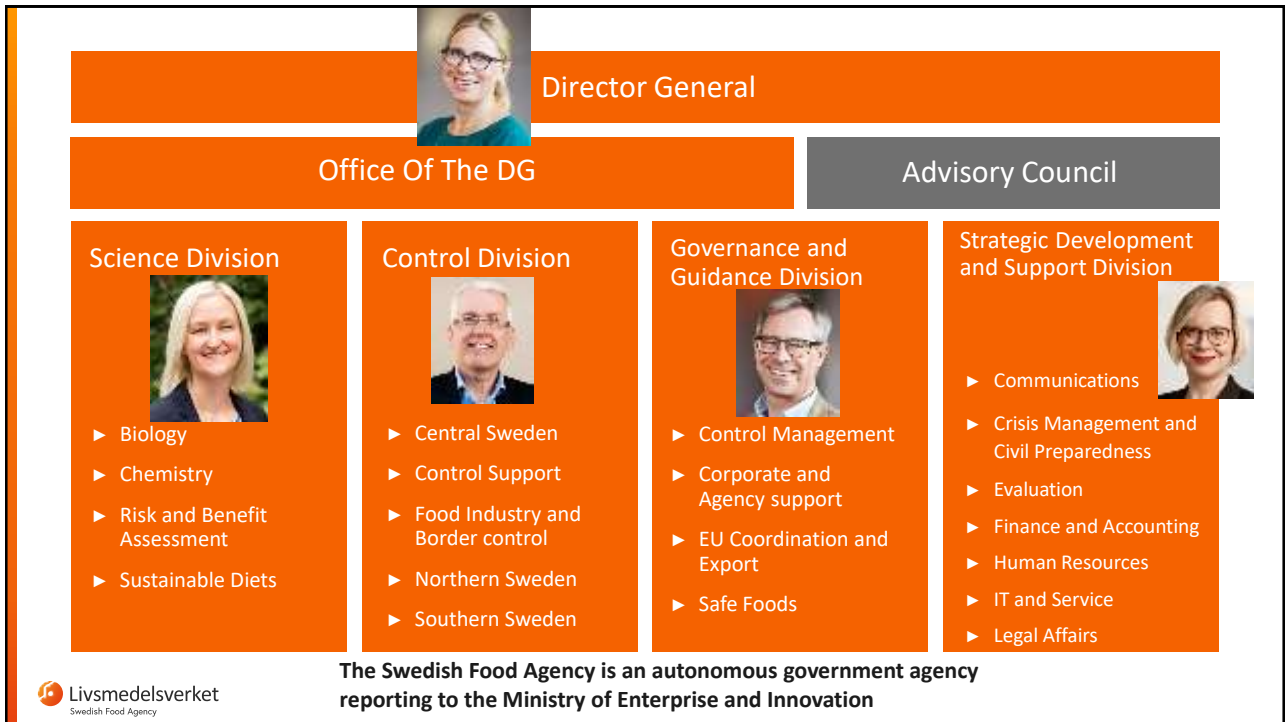 Director General
Office Of The DG
Advisory Council
Science Division
► Biology
► Chemistry
► Risk and Benefit
Assessment
► Sustainable Diets
Control Division
► Central Sweden
► Control Support
► Food Industry and
Border control
► Northern Sweden
► Southern Sweden
Governance and
Guidance Division
► Control Management
► Corporate and
Agency support
► EU Coordination and
Export
► Safe Foods
Strategic Development
and Support Division
► Communications
► Crisis Management and
Civil Preparedness
► Evaluation
► Finance and Accounting
► Human Resources
► IT and Service
► Legal Affairs
The Swedish Food Agency is an autonomous government agency
reporting to the Ministry of Enterprise and Innovation
Livsmedelsverket
Swedish Food Agency